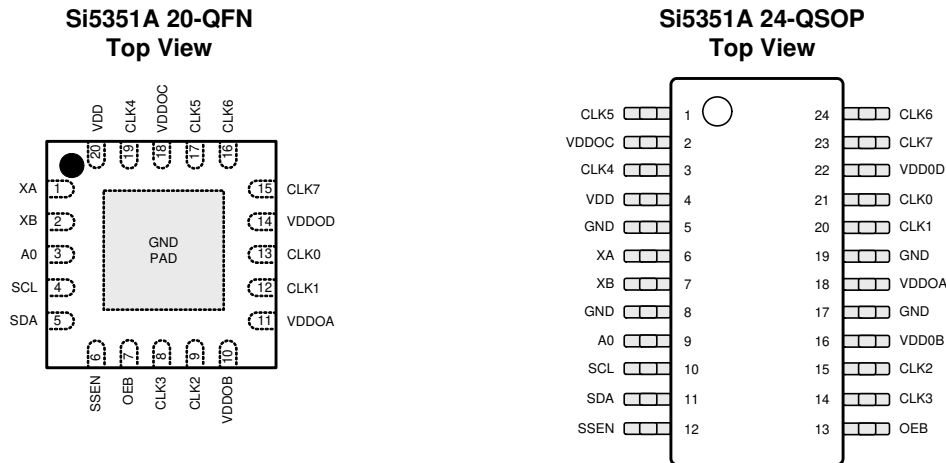 Si5351A 20-QFN
Top View
VDD
CLK4
VDDOC
CLK5
CLK6
20
19
18
17
16
XA 1
XB 2
A0 3
SCL 4
SDA 5
GND
PAD
15 CLK7
14 VDDOD
13 CLK0
12 CLK1
11 VDDOA
6
7
8
9
10
SSEN
OEB
CLK3
CLK2
VDDOB
Si5351A 24-QSOP
Top View
CLK5 1 24 CLK6
VDDOC 2 23 CLK7
CLK4 3 22 VDD0D
VDD 4 21 CLK0
GND 5 20 CLK1
XA 6 19 GND
XB 7 18 VDDOA
GND 8 17 GND
A0 9 16 VDD0B
SCL 10 15 CLK2
SDA 11 14 CLK3
SSEN 12 13 OEB